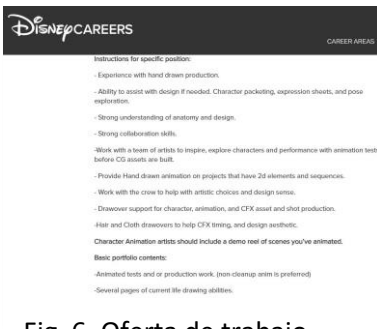 DISNEY CAREERS
CAREER AREAS
Instructions for specific position:
- Experience with hand drawn production.
- Ability to assist with design if needed. Character packeting, expression sheets, and pose
exploration.
- Strong understanding of anatomy and design.
- Strong collaboration skills.
-Work with a team of artists to inspire, explore characters and performance with animation tests
before CG assets are built.
- Provide Hand drawn animation on projects that have 2d elements and sequences.
- Work with the crew to help with artistic choices and design sense.
- Drawover support for character, animation, and CFX asset and shot production.
-Hair and Cloth drawovers to help CFX timing, and design aesthetic.
Character Animation artists should include a demo reel of scenes you've animated.
Basic portfolio contents:
-Animated tests and or production work. (non-cleanup anim is preferred)
-Several pages of current life drawing abilities.
Fig. 6. Oferta de trabajo